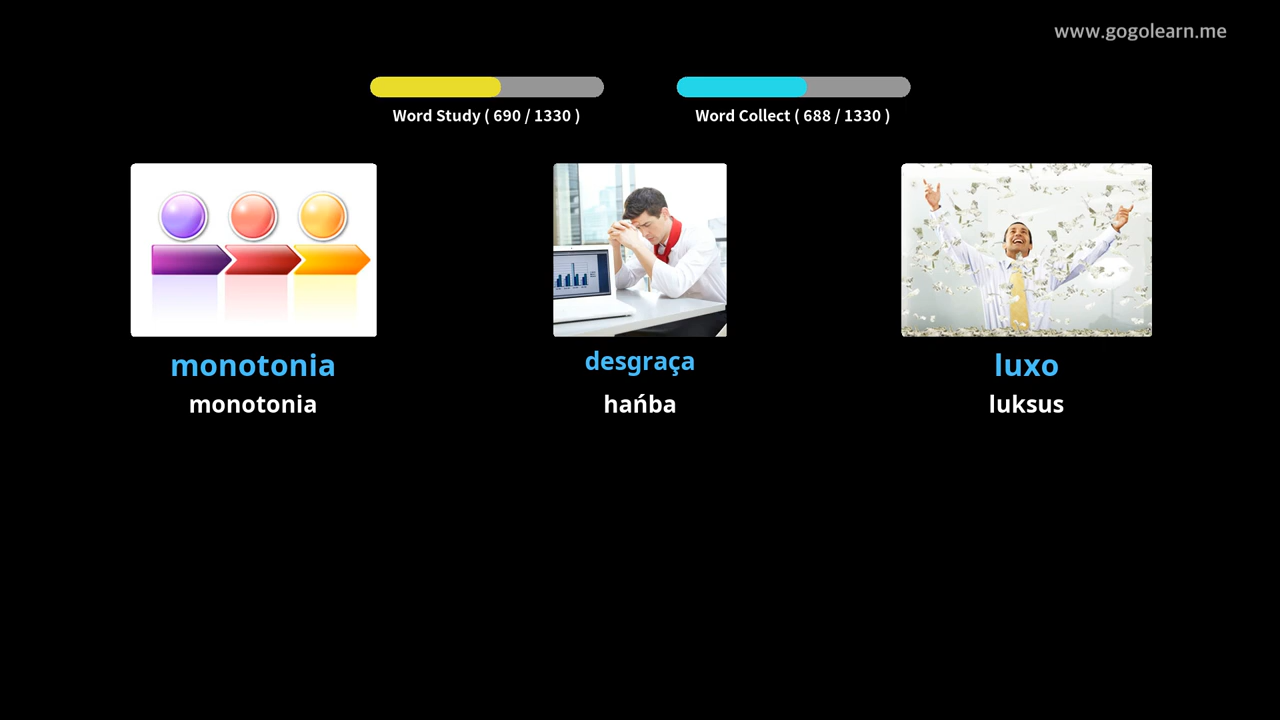 www.gogolearn.me
Word Study ( 690 / 1330 )
Word Collect ( 688 / 1330 )
monotonia
monotonia
desgraça
hańba
luxo
luksus